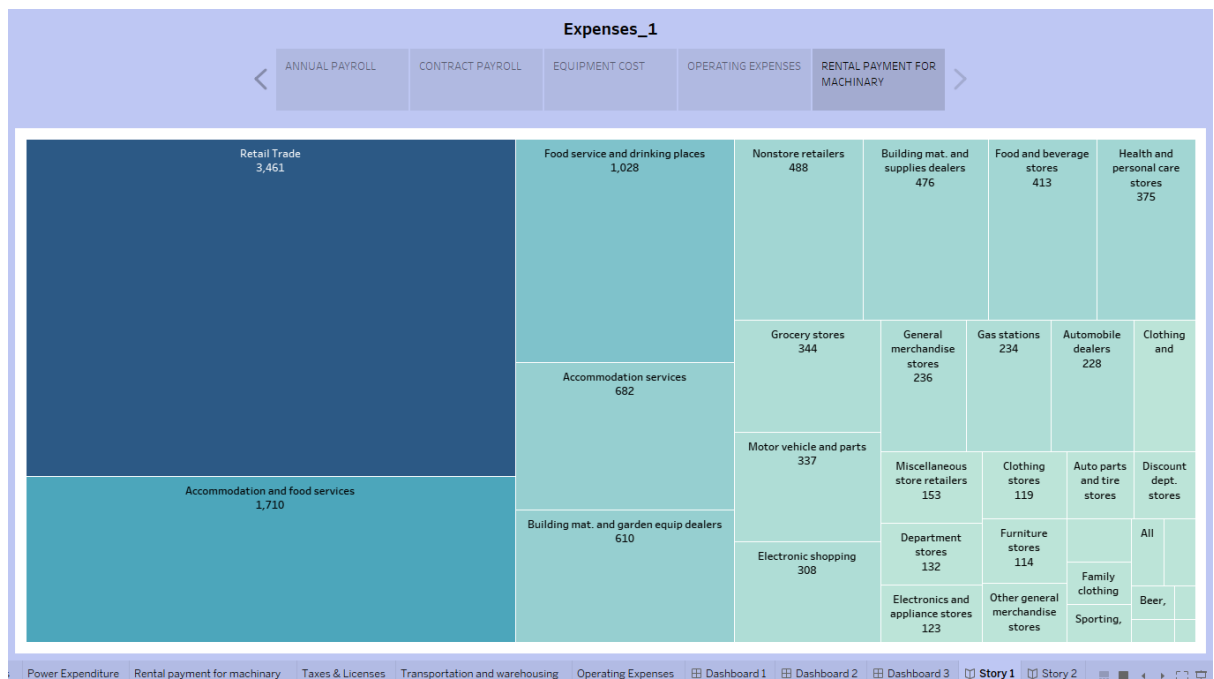 Expenses_1
ANNUAL PAYROLL
CONTRACT PAYROLL
EQUIPMENT COST
OPERATING EXPENSES
RENTAL PAYMENT FOR
MACHINARY
Retail Trade
3,461
Accommodation and food services
1,710
Food service and drinking places
1,028
Accommodation services
682
Building mat. and garden equip dealers
610
Nonstore retailers
488
Building mat. and
supplies dealers
476
Food and beverage
stores
413
Health and
personal care
stores
375
Grocery stores
344
General
merchandise
stores
236
Gas stations
234
Automobile
dealers
228
Clothing
and
Motor vehicle and parts
337
Miscellaneous
store retailers
153
Clothing
stores
119
Auto parts
and tire
stores
Discount
dept.
stores
Electronic shopping
308
Department
stores
132
Furniture
stores
114
All
Family
clothing
Electronics and
appliance stores
123
Other general
merchandise
stores
Sporting,
Beer,
Power Expenditure
Rental payment for machinary
Taxes & Licenses
Transportation and warehousing
Operating Expenses
Dashboard 1
Dashboard 2
Dashboard 3
Story 1
Story 2